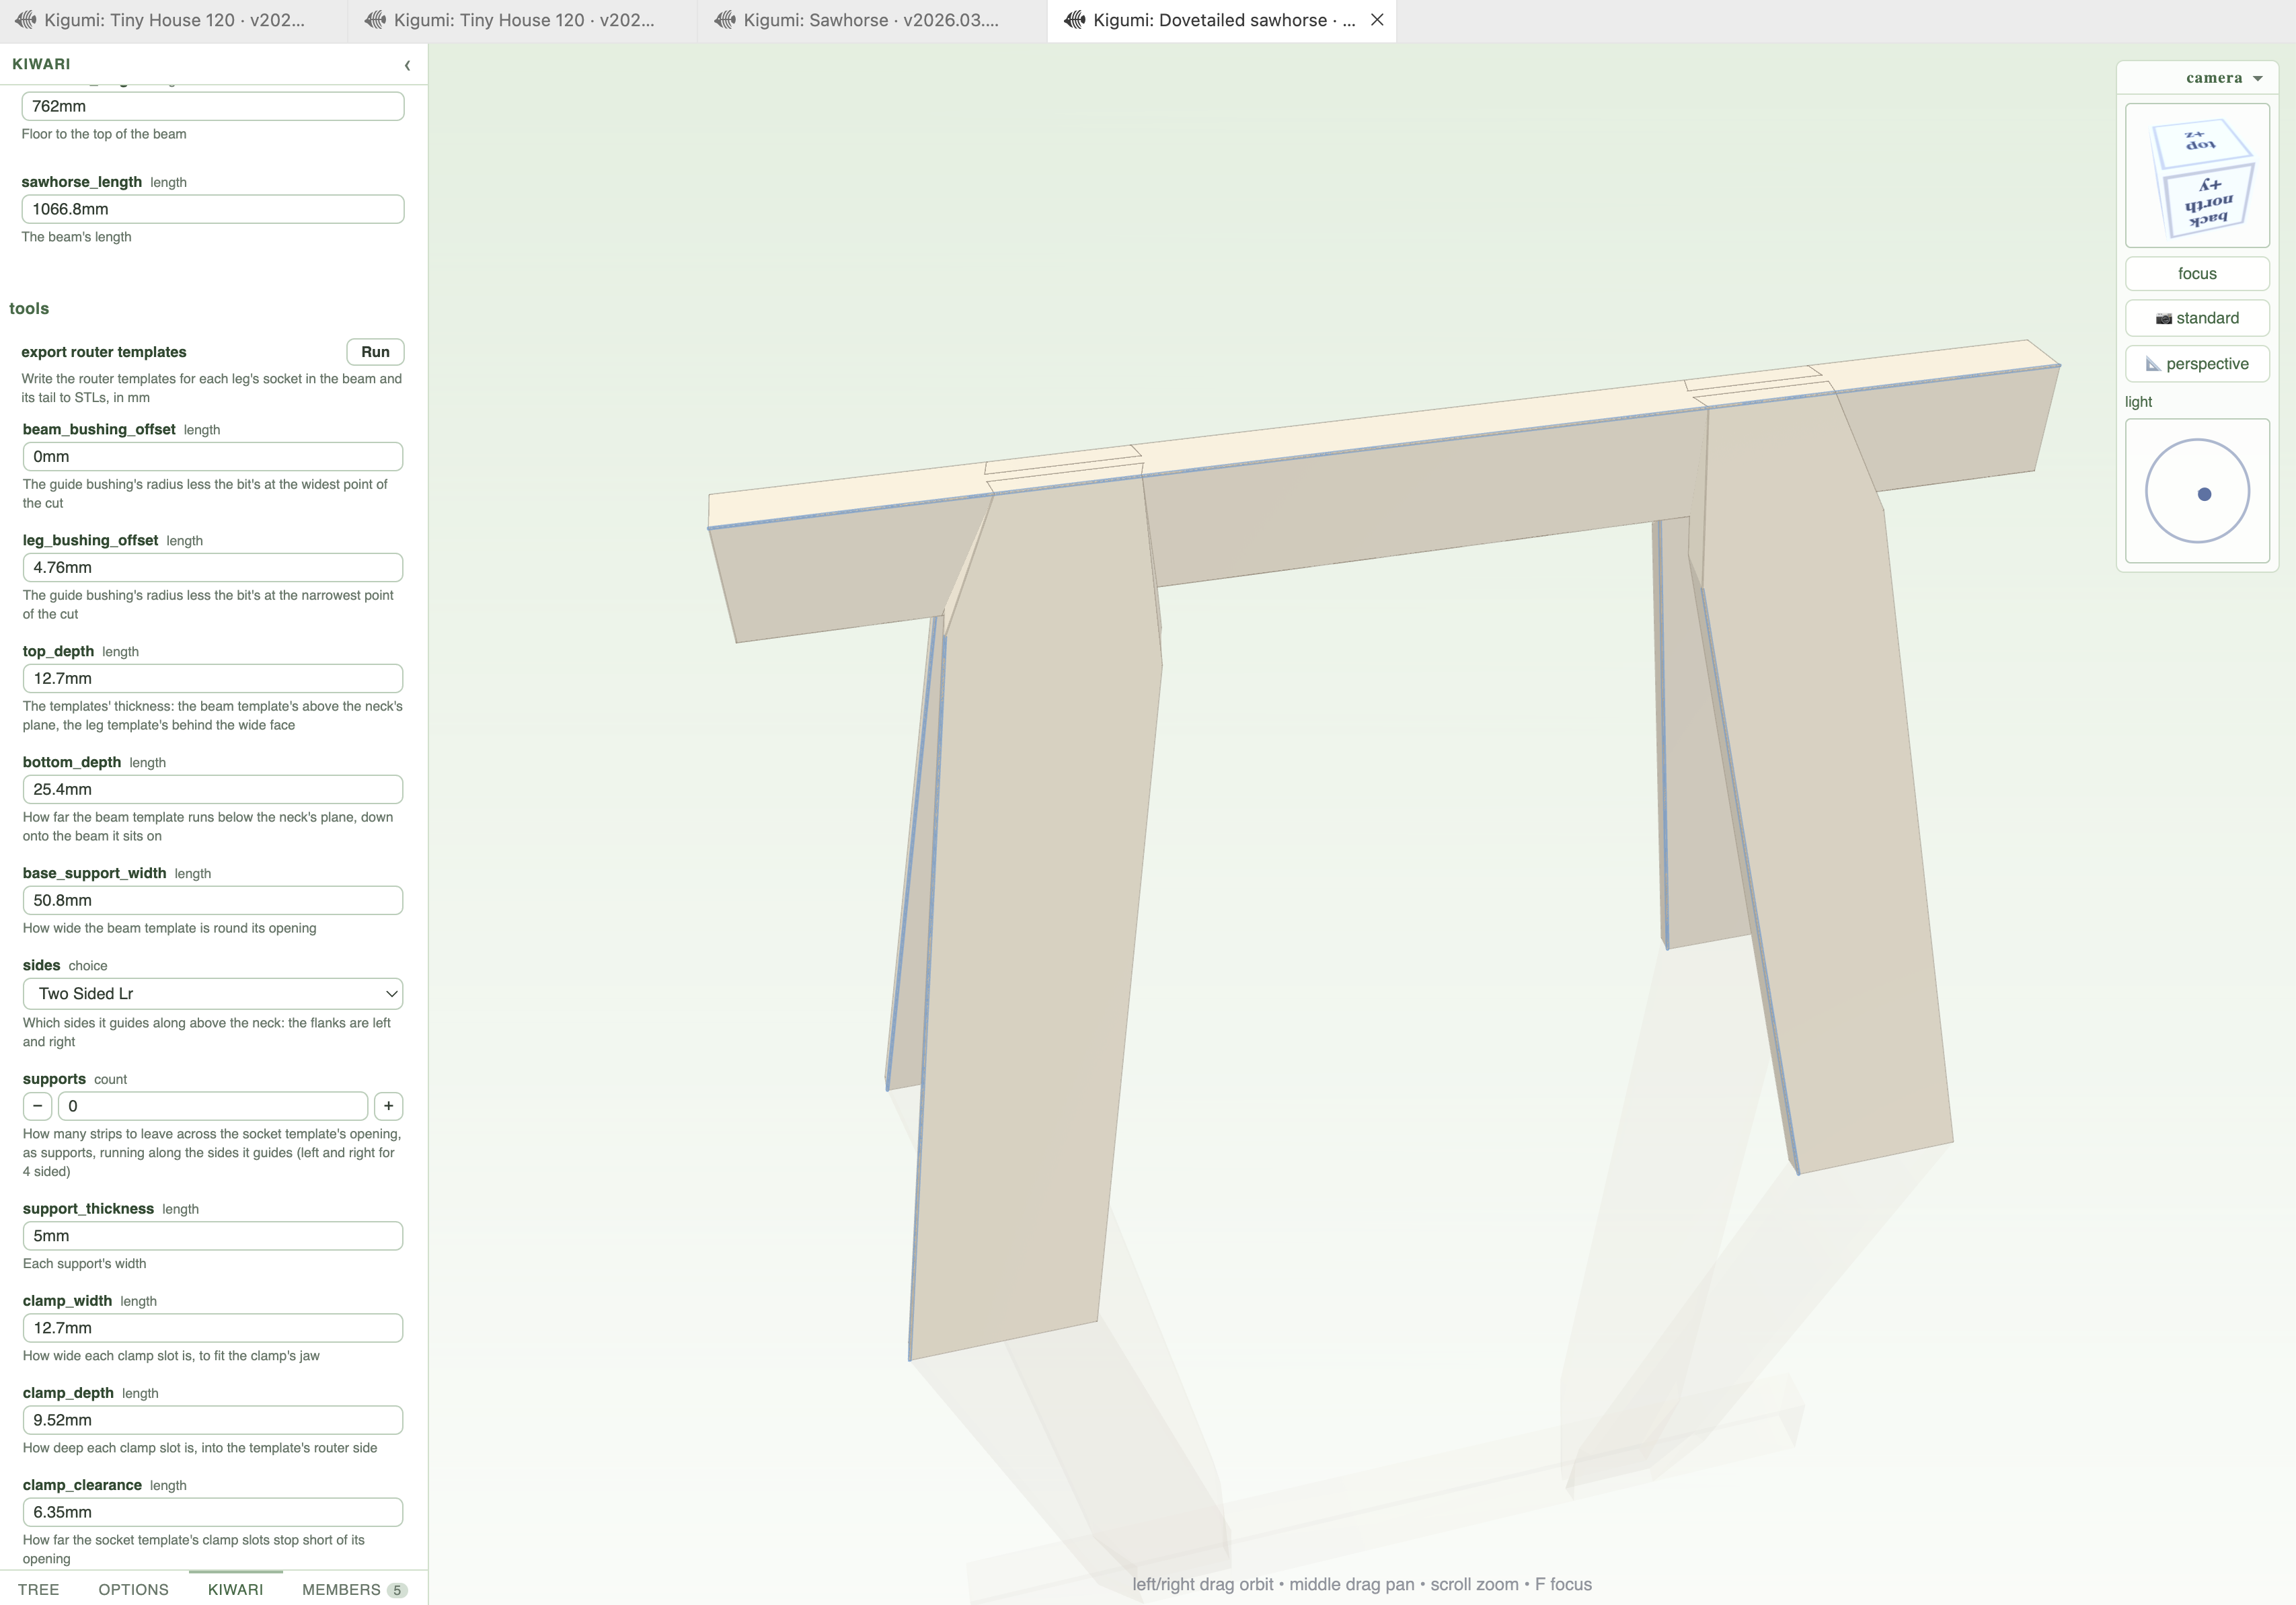 Kigumi: Tiny House 120 · v202...
Kigumi: Tiny House 120 · v202...
Kigumi: Sawhorse · v2026.03....
Kigumi: Dovetailed sawhorse · ...
KIWARI
762mm
Floor to the top of the beam
sawhorse_length length
1066.8mm
The beam's length
tools
export router templates
Run
Write the router templates for each leg's socket in the beam and
its tail to STLs, in mm
beam_bushing_offset length
0mm
The guide bushing's radius less the bit's at the widest point of
the cut
leg_bushing_offset length
4.76mm
The guide bushing's radius less the bit's at the narrowest point
of the cut
top_depth length
12.7mm
The templates' thickness: the beam template's above the neck's
plane, the leg template's behind the wide face
bottom_depth length
25.4mm
How far the beam template runs below the neck's plane, down
onto the beam it sits on
base_support_width length
50.8mm
How wide the beam template is round its opening
sides choice
Two Sided Lr
Which sides it guides along above the neck: the flanks are left
and right
supports count
− 0 +
How many strips to leave across the socket template's opening,
as supports, running along the sides it guides (left and right for
4 sided)
support_thickness length
5mm
Each support's width
clamp_width length
12.7mm
How wide each clamp slot is, to fit the clamp's jaw
clamp_depth length
9.52mm
How deep each clamp slot is, into the template's router side
clamp_clearance length
6.35mm
How far the socket template's clamp slots stop short of its
opening
TREE
OPTIONS
KIWARI
MEMBERS 5
left/right drag orbit • middle drag pan • scroll zoom • F focus
camera
top
+z
back
north
+y
focus
standard
perspective
light